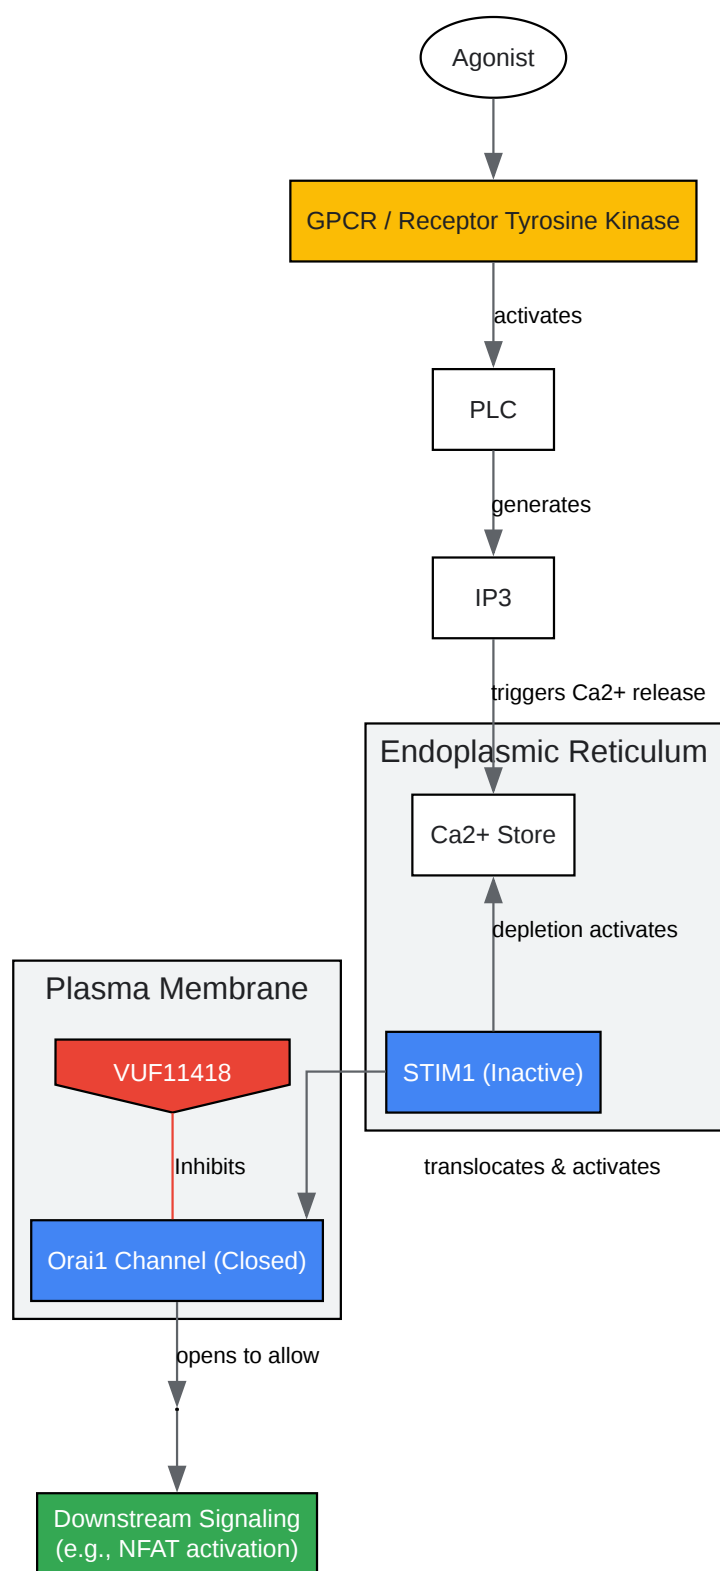 Agonist
GPCR / Receptor Tyrosine Kinase
activates
PLC
generates
IP3
triggers Ca2+ release
Endoplasmic Reticulum
Ca2+ Store
depletion activates
Plasma Membrane
VUF11418
STIM1 (Inactive)
Inhibits
translocates & activates
Orai1 Channel (Closed)
opens to allow
Downstream Signaling
(e.g., NFAT activation)